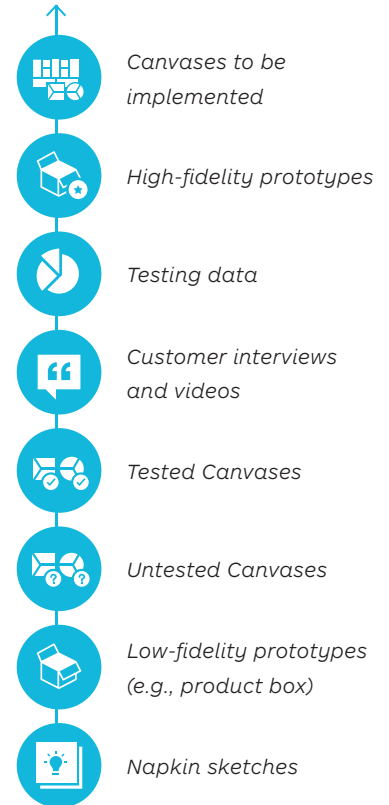 Canvases to be
implemented
High-fidelity prototypes
Testing data
Customer interviews
and videos
Tested Canvases
Untested Canvases
Low-fidelity prototypes
(e.g., product box)
Napkin sketches